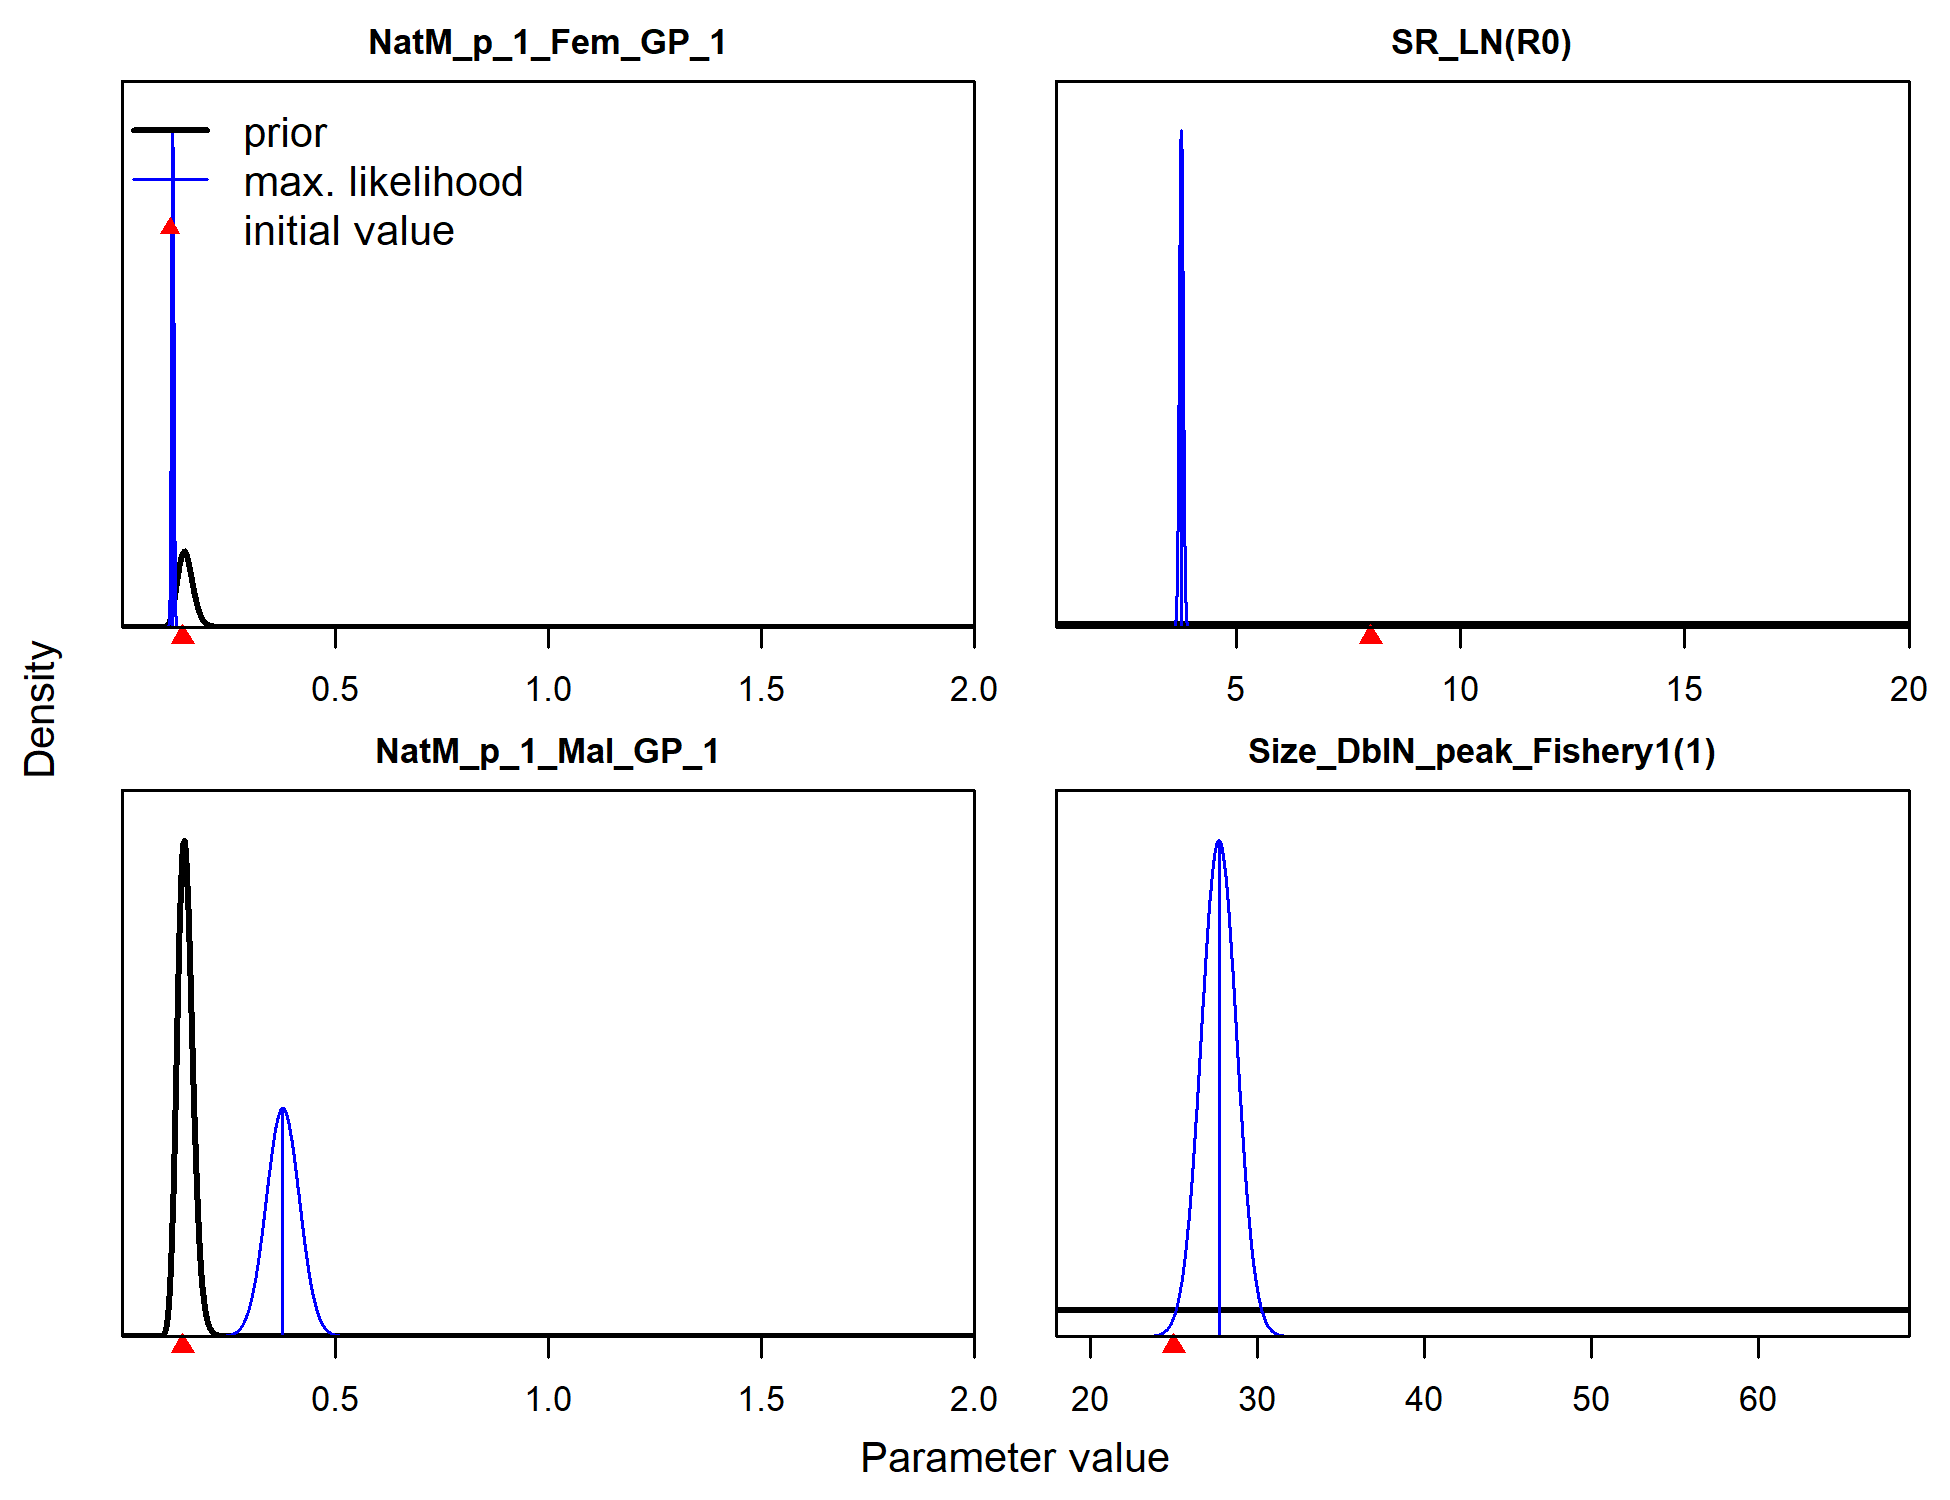 NatM_p_1_Fem_GP_1
prior
max. likelihood
initial value
0.5 1.0 1.5 2.0
SR_LN(R0)
5 10 15 20
Density
NatM_p_1_Mal_GP_1
0.5 1.0 1.5 2.0
Size_DblN_peak_Fishery1(1)
20 30 40 50 60
Parameter value